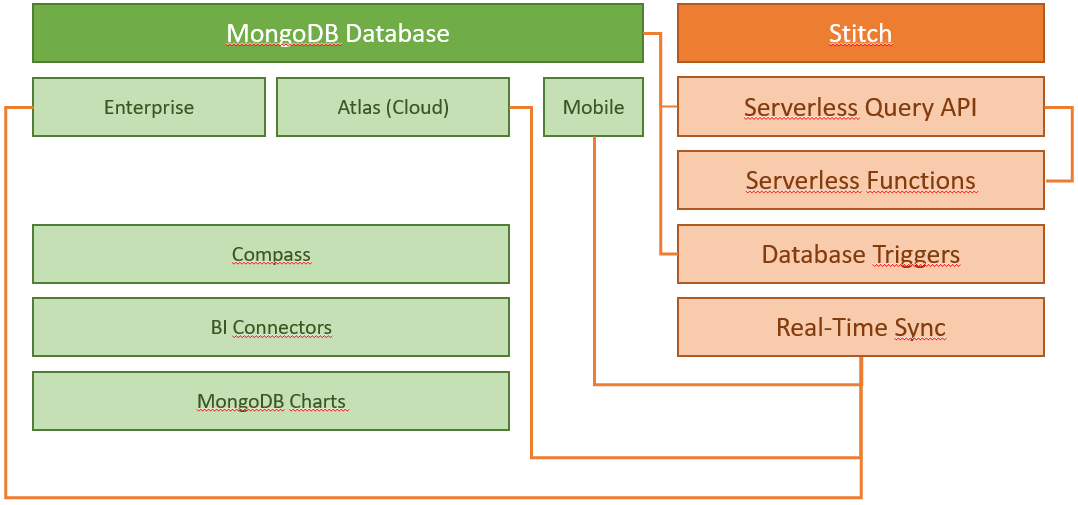 MongoDB Database
Stitch
Enterprise
Atlas (Cloud)
Mobile
Serverless Query API
Serverless Functions
Compass
Database Triggers
BI Connectors
Real-Time Sync
MongoDB Charts